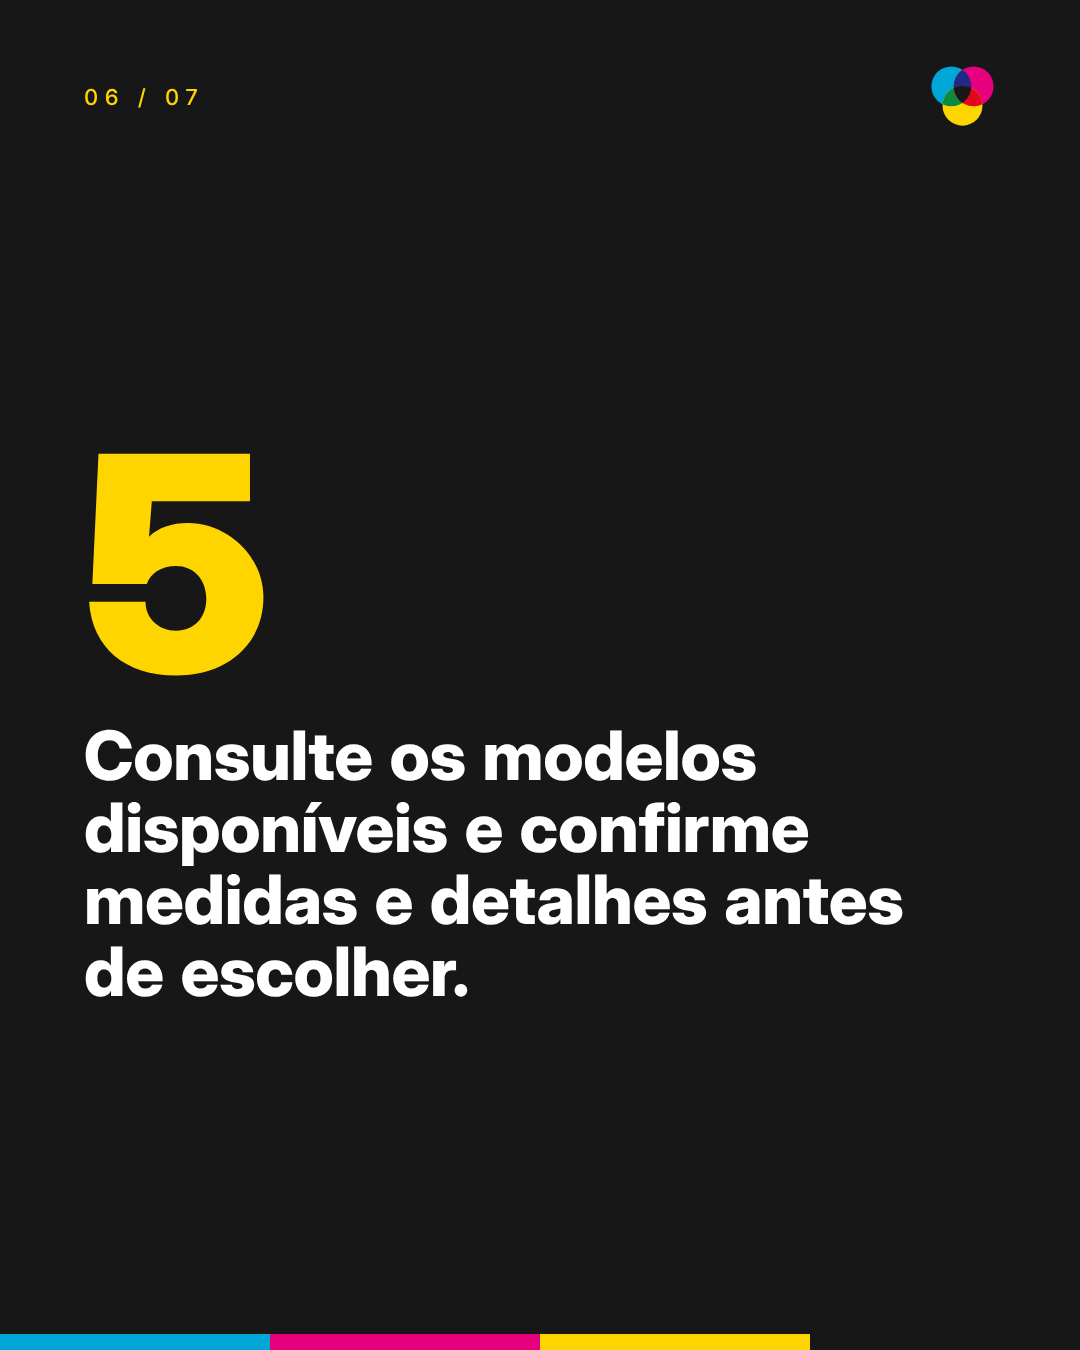 06 / 07
5
Consulte os modelos
disponíveis e confirme
medidas e detalhes antes
de escolher.